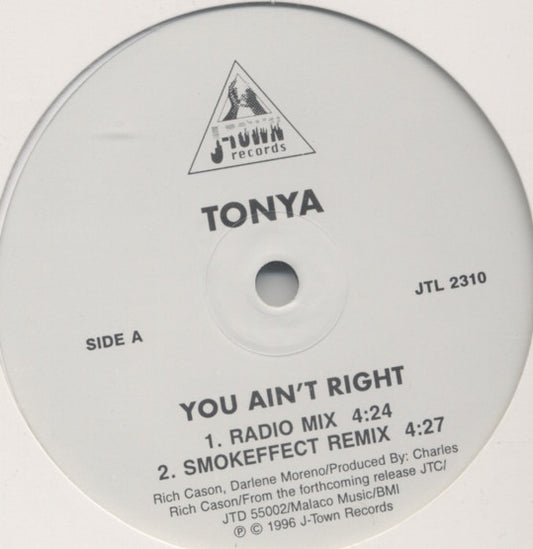 J-TOWN
records
TONYA
JTL 2310
SIDE A
YOU AIN'T RIGHT
1. RADIO MIX 4:24
2. SMOKEFFECT REMIX 4:27
Rich Cason, Darlene Moreno/Produced By: Charles
Rich Cason/From the forthcoming release JTC/
JTD 55002/Malaco Music/BMI
℗ © 1996 J-Town Records